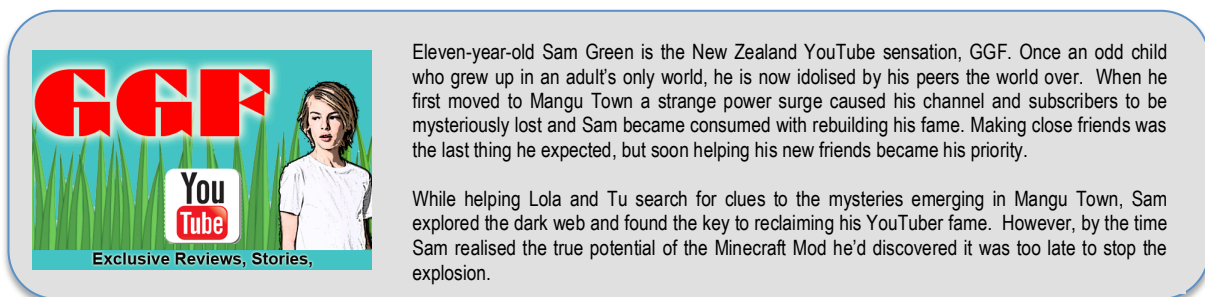 GGF
You
Tube
Exclusive Reviews, Stories,
Eleven-year-old Sam Green is the New Zealand YouTube sensation, GGF. Once an odd child
who grew up in an adult's only world, he is now idolised by his peers the world over.  When he
first moved to Mangu Town a strange power surge caused his channel and subscribers to be
mysteriously lost and Sam became consumed with rebuilding his fame. Making close friends was
the last thing he expected, but soon helping his new friends became his priority.
While helping Lola and Tu search for clues to the mysteries emerging in Mangu Town, Sam
explored the dark web and found the key to reclaiming his YouTuber fame.  However, by the time
Sam realised the true potential of the Minecraft Mod he'd discovered it was too late to stop the
explosion.